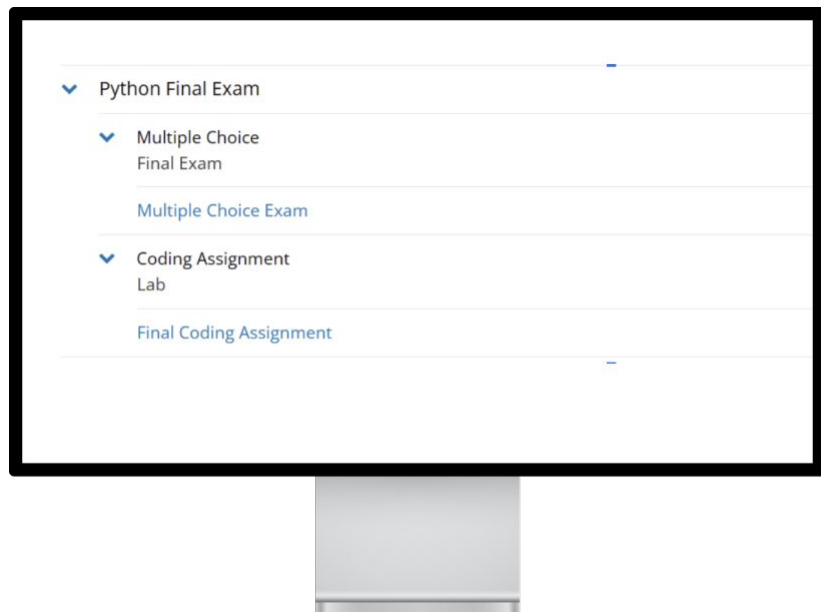 Python Final Exam
Multiple Choice
Final Exam
Multiple Choice Exam
Coding Assignment
Lab
Final Coding Assignment